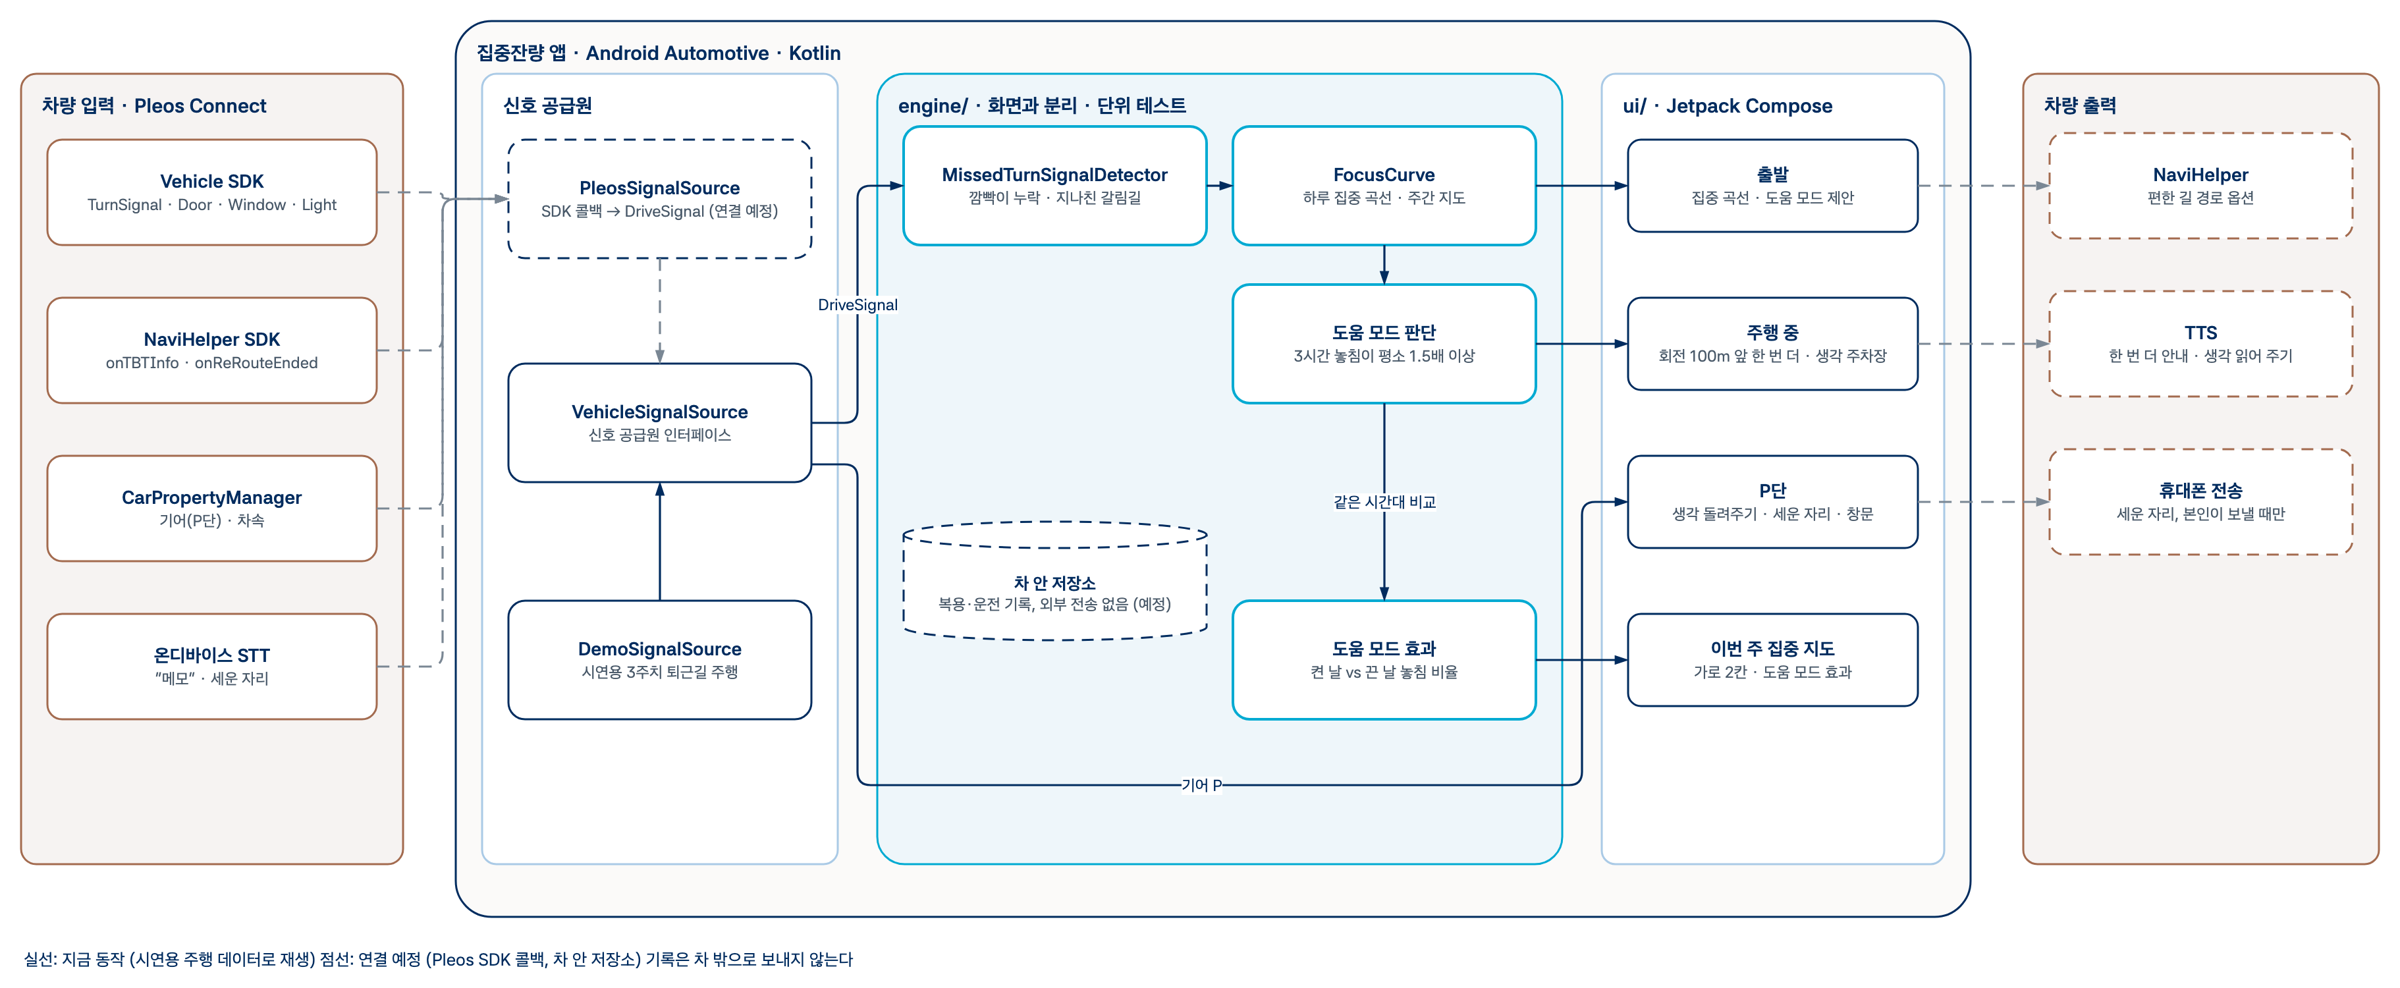 집중잔량 앱 · Android Automotive · Kotlin
차량 입력 · Pleos Connect
Vehicle SDK
TurnSignal · Door · Window · Light
NaviHelper SDK
onTBTInfo · onReRouteEnded
CarPropertyManager
기어(P단) · 차속
온디바이스 STT
"메모" · 세운 자리
신호 공급원
PleosSignalSource
SDK 콜백 → DriveSignal (연결 예정)
VehicleSignalSource
신호 공급원 인터페이스
DemoSignalSource
시연용 3주치 퇴근길 주행
DriveSignal
engine/ · 화면과 분리 · 단위 테스트
MissedTurnSignalDetector
깜빡이 누락 · 지나친 갈림길
FocusCurve
하루 집중 곡선 · 주간 지도
도움 모드 판단
3시간 놓침이 평소 1.5배 이상
같은 시간대 비교
차 안 저장소
복용·운전 기록, 외부 전송 없음 (예정)
도움 모드 효과
켠 날 vs 끈 날 놓침 비율
기어 P
ui/ · Jetpack Compose
출발
집중 곡선 · 도움 모드 제안
주행 중
회전 100m 앞 한 번 더 · 생각 주차장
P단
생각 돌려주기 · 세운 자리 · 창문
이번 주 집중 지도
가로 2칸 · 도움 모드 효과
차량 출력
NaviHelper
편한 길 경로 옵션
TTS
한 번 더 안내 · 생각 읽어 주기
휴대폰 전송
세운 자리, 본인이 보낼 때만
실선: 지금 동작 (시연용 주행 데이터로 재생) 점선: 연결 예정 (Pleos SDK 콜백, 차 안 저장소) 기록은 차 밖으로 보내지 않는다